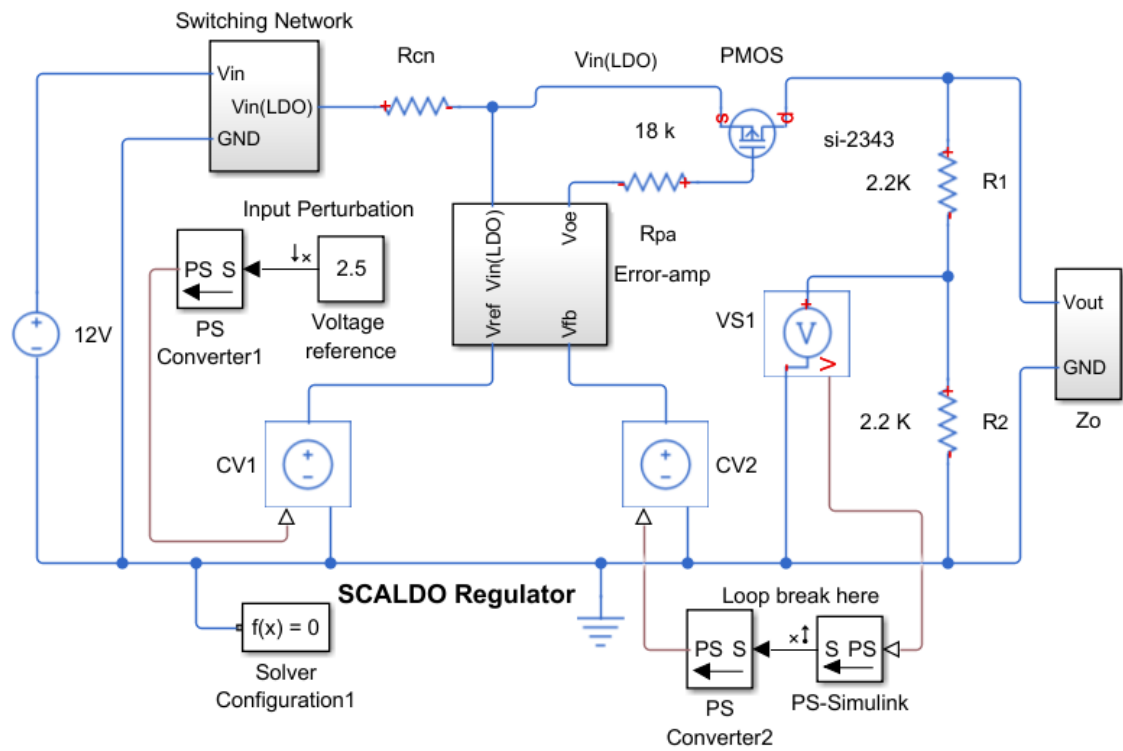 Switching Network
Vin
Vin(LDO)
GND
Rcn
Vin(LDO)
PMOS
s
d
18 k
si-2343
2.2K
R1
Rpa
Error-amp
Vin(LDO)
Voe
Vref
Vfb
Input Perturbation
PS S
2.5
PS
Converter1
Voltage
reference
12V
VS1
V
V
Vout
GND
Zo
2.2 K
R2
CV1
CV2
SCALDO Regulator
Loop break here
f(x) = 0
Solver
Configuration1
PS S
S PS
PS
Converter2
PS-Simulink